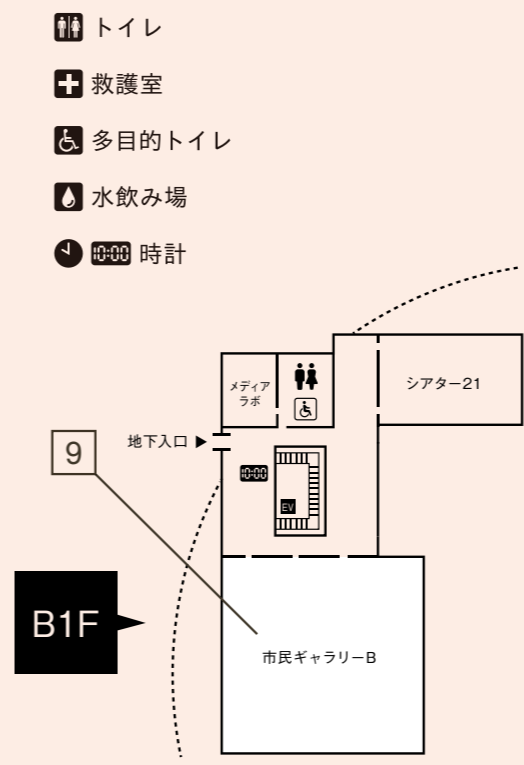 トイレ
救護室
多目的トイレ
水飲み場
10:00 時計
シアター21
メディア
ラボ
地下入口 ▶
9
10:00
EV
B1F
市民ギャラリーB